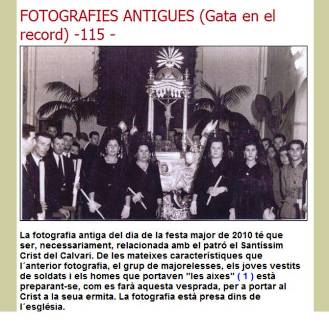 FOTOGRAFIES ANTIGUES (Gata en el
record) -115 -
La fotografia antiga del dia de la festa major de 2010 té que
ser, necessariament, relacionada amb el patró el Santíssim
Crist del Calvari. De les mateixes característiques que
l´anterior fotografia, el grup de majorelesses, els joves vestits
de soldats i els homes que portaven "les aixes" ( 1 ) està
preparant-se, com es farà aquesta vesprada, per a portar al
Crist a la seua ermita. La fotografia està presa dins de
l´església.